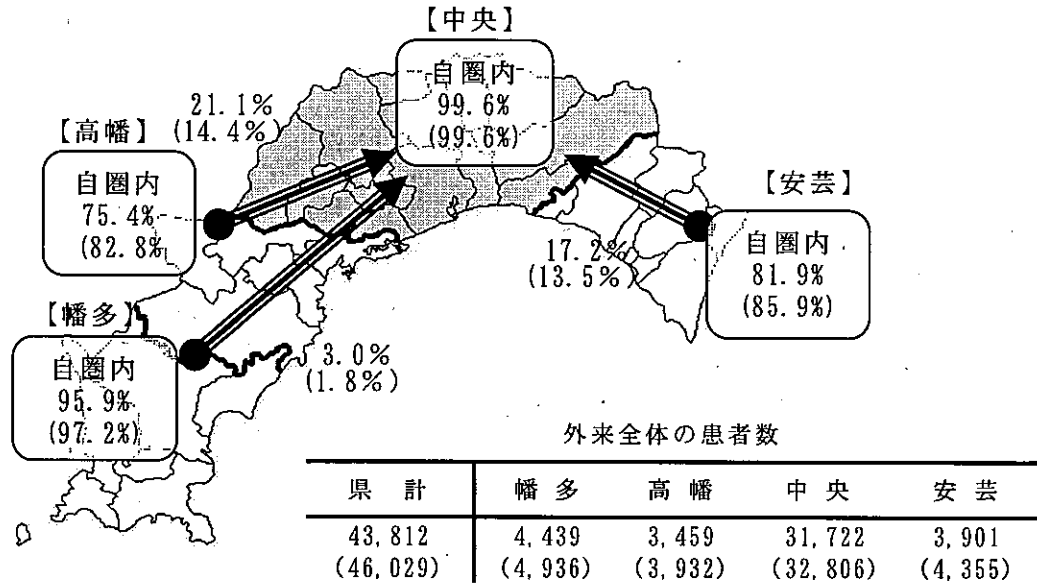 【中央】
自圏内
99.6%
(99.6%)
21.1%
(14.4%)
【高幡】
自圏内
75.4%
(82.8%
【安芸】
自圏内
81.9%
(85.9%)
17.2%
(13.5%)
【幡多】
自圏内
95.9%
(97.2%)
3.0%
(1.8%)
外来全体の患者数
県計 幡多 高幡 中央 安芸
43,812 4,439 3,459 31,722 3,901
(46,029) (4,936) (3,932) (32,806) (4,355)